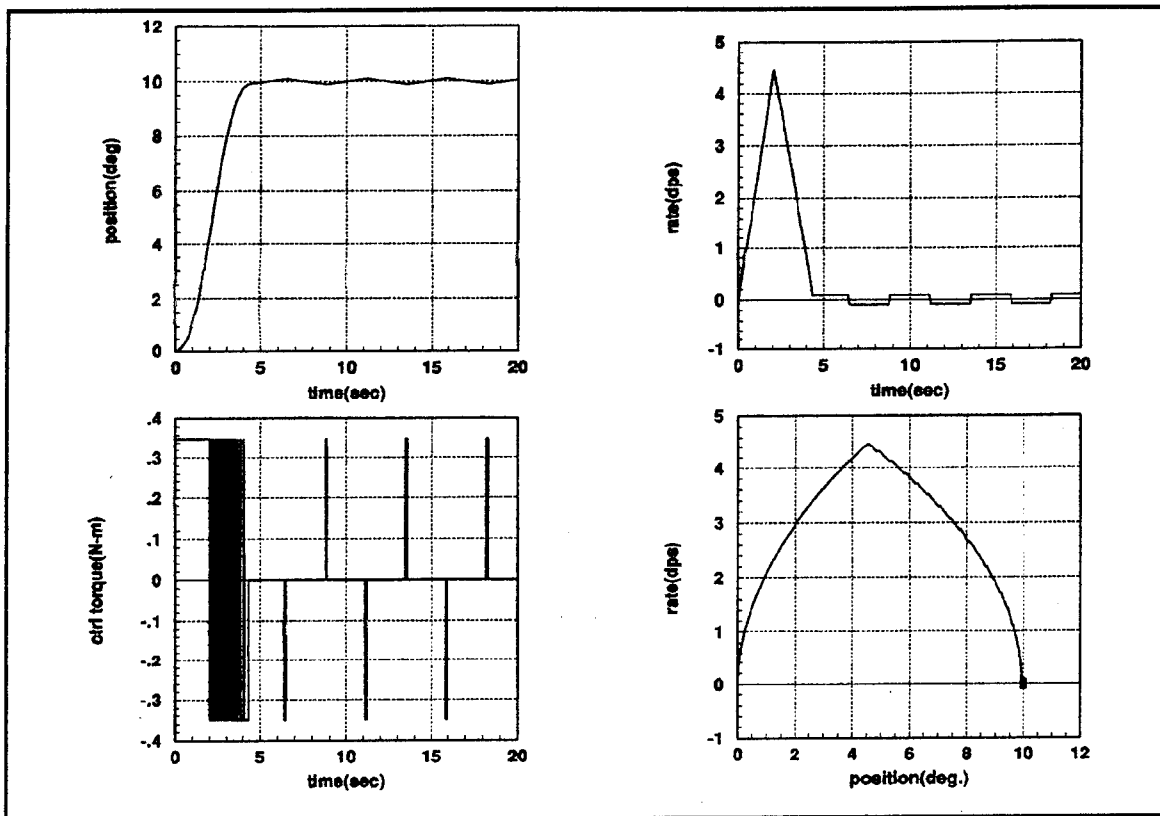 position(deg)
12
10
8
6
4
2
0
0 5 10 15 20
time(sec)
rate(dps)
5
4
3
2
1
0
-1
0 5 10 15 20
time(sec)
ctrl torque(N-m)
.4
.3
.2
.1
0
-.1
-.2
-.3
-.4
0 5 10 15 20
time(sec)
rate(dps)
5
4
3
2
1
0
-1
0 2 4 6 8 10 12
position(deg.)